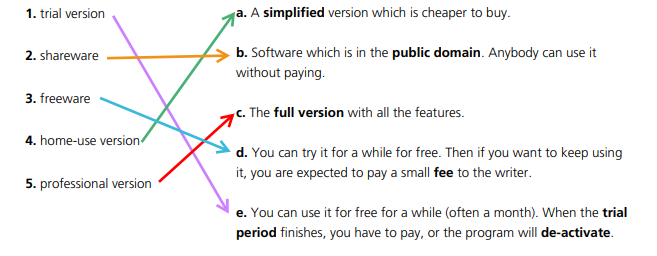 1. trial version
2. shareware
3. freeware
4. home-use version
5. professional version
a. A simplified version which is cheaper to buy.
b. Software which is in the public domain. Anybody can use it
without paying.
c. The full version with all the features.
d. You can try it for a while for free. Then if you want to keep using
it, you are expected to pay a small fee to the writer.
e. You can use it for free for a while (often a month). When the trial
period finishes, you have to pay, or the program will de-activate.